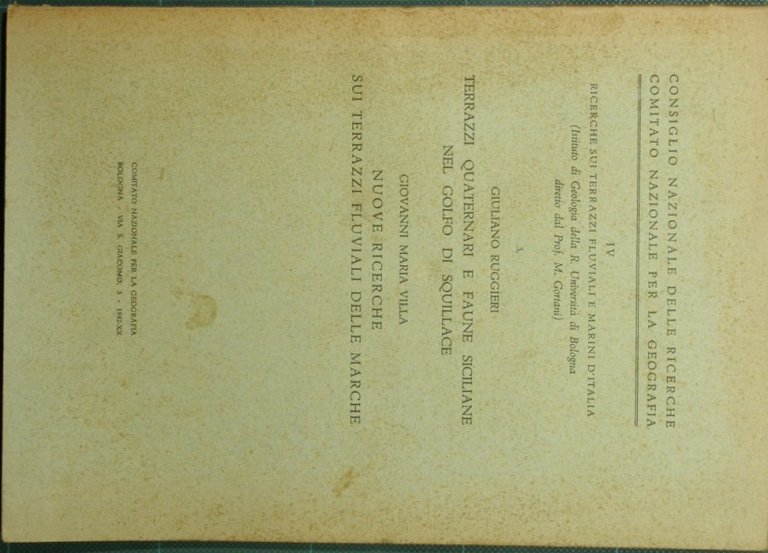 CONSIGLIO NAZIONALE DELLE RICERCHE
COMITATO NAZIONALE PER LA GEOGRAFIA
IV
RICERCHE SUI TERRAZZI FLUVIALI E MARINI D'ITALIA
(Istituto di Geologia della R. Università di Bologna
diretto dal Prof. M. Gortani)
3.
GIULIANO RUGGIERI
TERRAZZI QUATERNARI E FAUNE SICILIANE
NEL GOLFO DI SQUILLACE
GIOVANNI MARIA VILLA
NUOVE RICERCHE
SUI TERRAZZI FLUVIALI DELLE MARCHE
COMITATO NAZIONALE PER LA GEOGRAFIA
BOLOGNA - VIA S. GIACOMO, 3 - 1942-XX